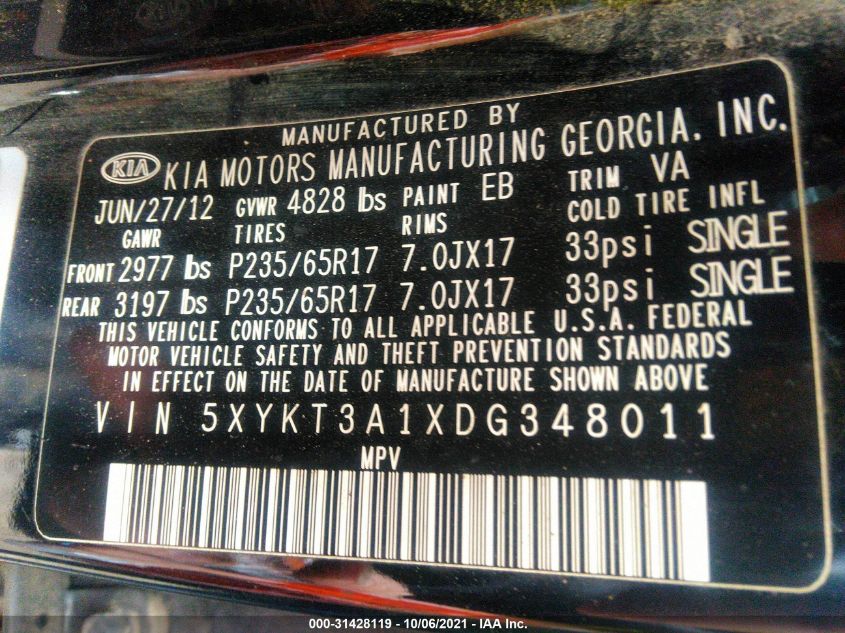 MANUFACTURED BY
KIA KIA MOTORS MANUFACTURING GEORGIA, INC.
JUN/27/12 GVWR 4828 lbs PAINT EB TRIM VA
GAWR TIRES RIMS COLD TIRE INFL
FRONT 2977 lbs P235/65R17 7.0JX17 33psi SINGLE
REAR 3197 lbs P235/65R17 7.0JX17 33psi SINGLE
THIS VEHICLE CONFORMS TO ALL APPLICABLE U.S.A. FEDERAL
MOTOR VEHICLE SAFETY AND THEFT PREVENTION STANDARDS
IN EFFECT ON THE DATE OF MANUFACTURE SHOWN ABOVE
VIN 5XYKT3A1XDG348011
MPV
000-31428119 - 10/06/2021 - IAA Inc.